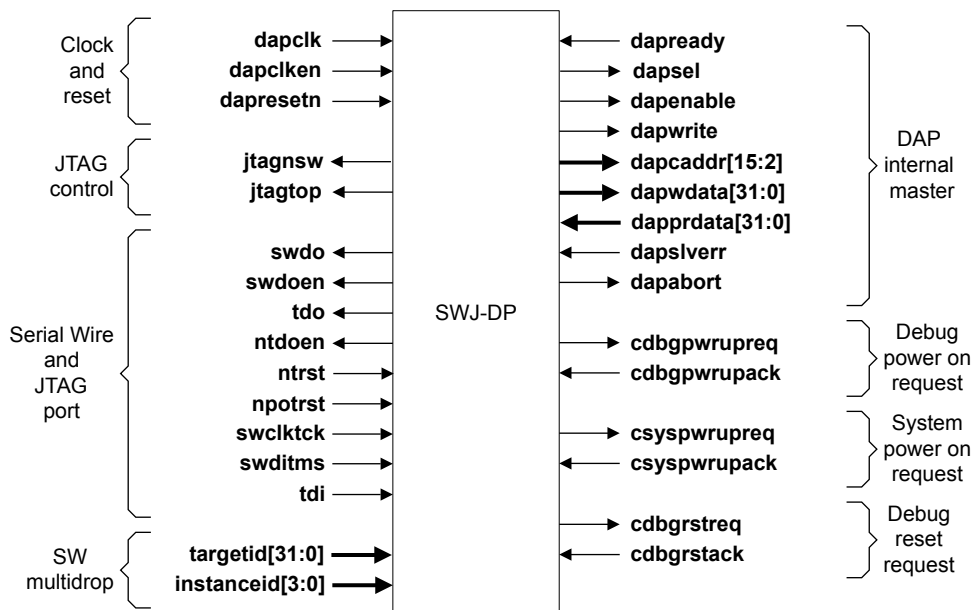 Clock
and
reset
dapclk
dapclken
dapresetn
JTAG
control
jtagnsw
jtagtop
Serial Wire
and
JTAG
port
swdo
swdoen
tdo
ntdoen
ntrst
npotrst
swclktck
swditms
tdi
SW
multidrop
targetid[31:0]
instanceid[3:0]
SWJ-DP
dapready
dapsel
dapenable
dapwrite
dapcaddr[15:2]
dapwdata[31:0]
dapprdata[31:0]
dapslverr
dapabort
DAP
internal
master
cdbgpwrupreq
cdbgpwrupack
Debug
power on
request
csyspwrupreq
csyspwrupack
System
power on
request
cdbgrstreq
cdbgrstack
Debug
reset
request